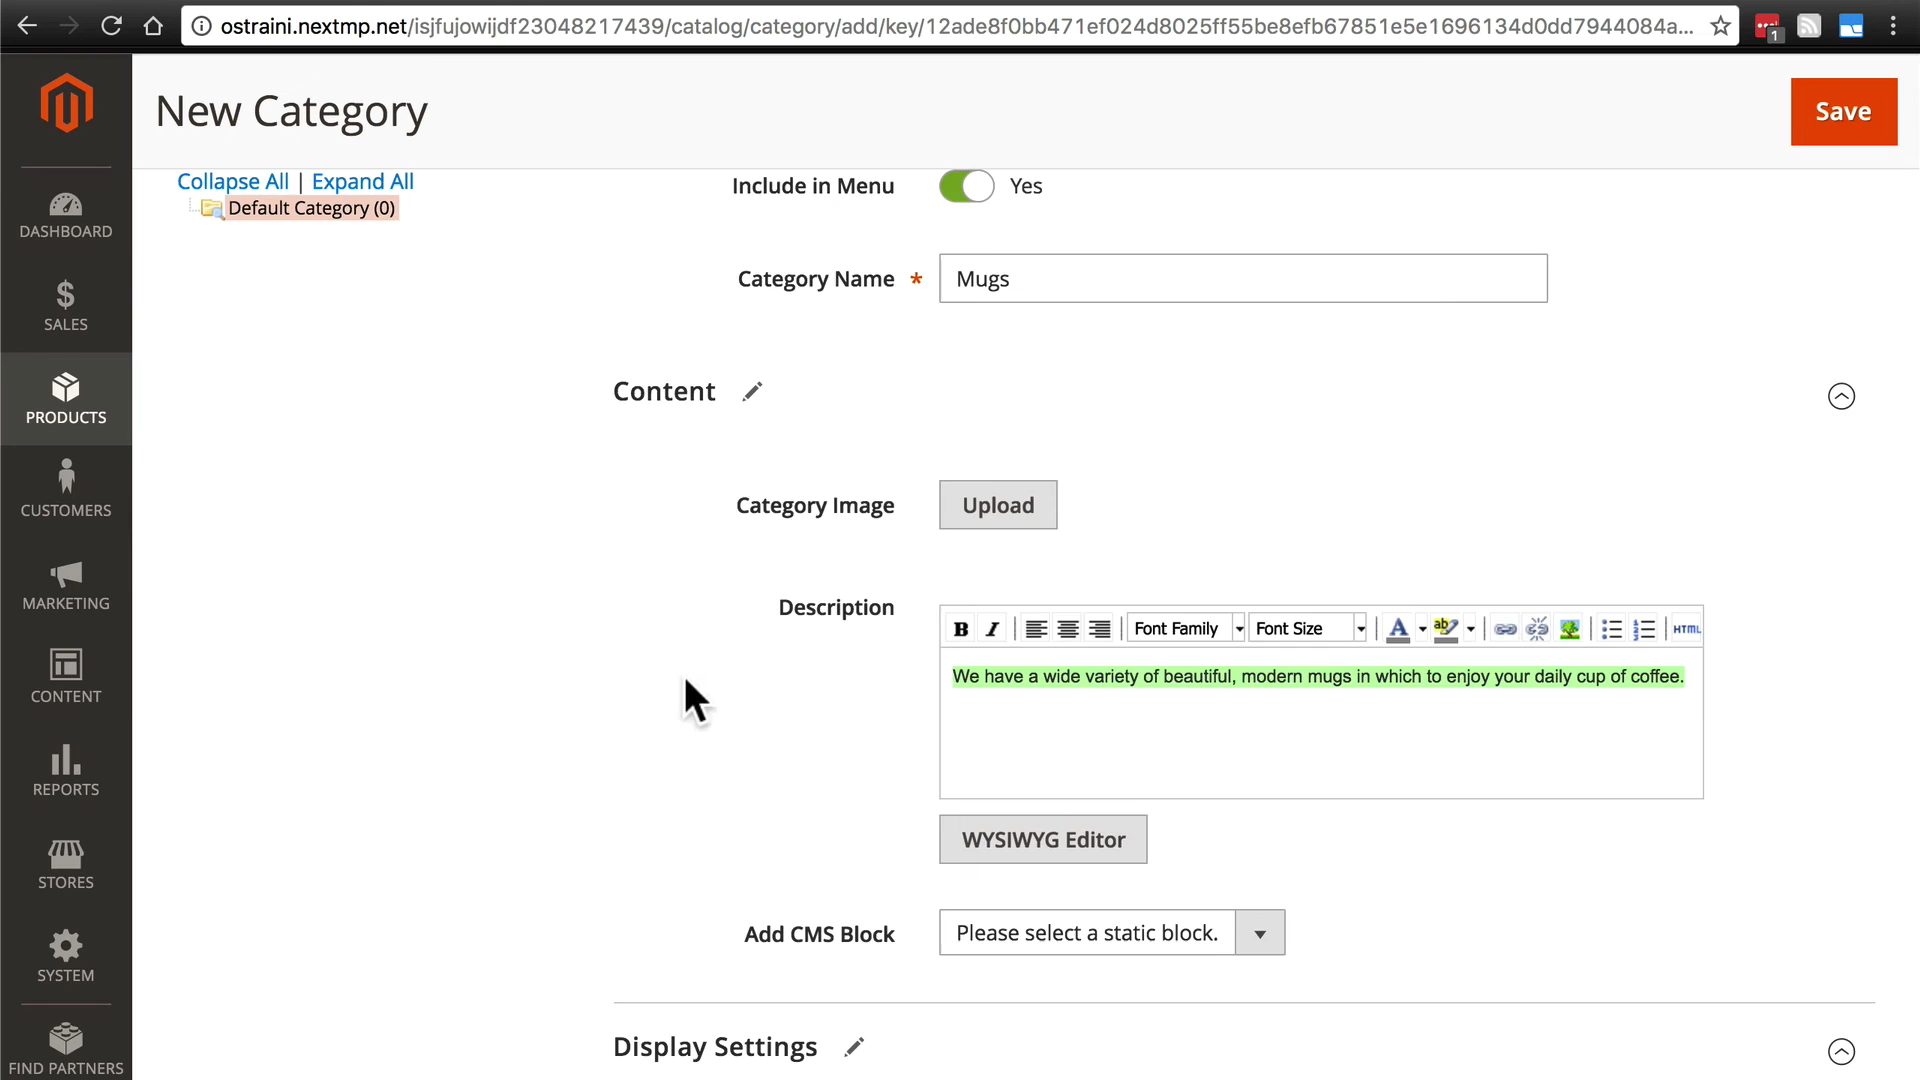 ostraini.nextmp.net/isjfujowijdf23048217439/catalog/category/add/key/12ade8f0bb471ef024d8025ff55be8efb67851e5e1696134d0dd7944084a...
1
New Category
Save
Collapse All | Expand All
Default Category (0)
Include in Menu
Yes
Category Name *
Mugs
Content
Category Image
Upload
Description
B I Font Family Font Size A ab HTML
We have a wide variety of beautiful, modern mugs in which to enjoy your daily cup of coffee.
WYSIWYG Editor
Add CMS Block
Please select a static block.
Display Settings
DASHBOARD
$
SALES
PRODUCTS
CUSTOMERS
MARKETING
CONTENT
REPORTS
STORES
SYSTEM
FIND PARTNERS